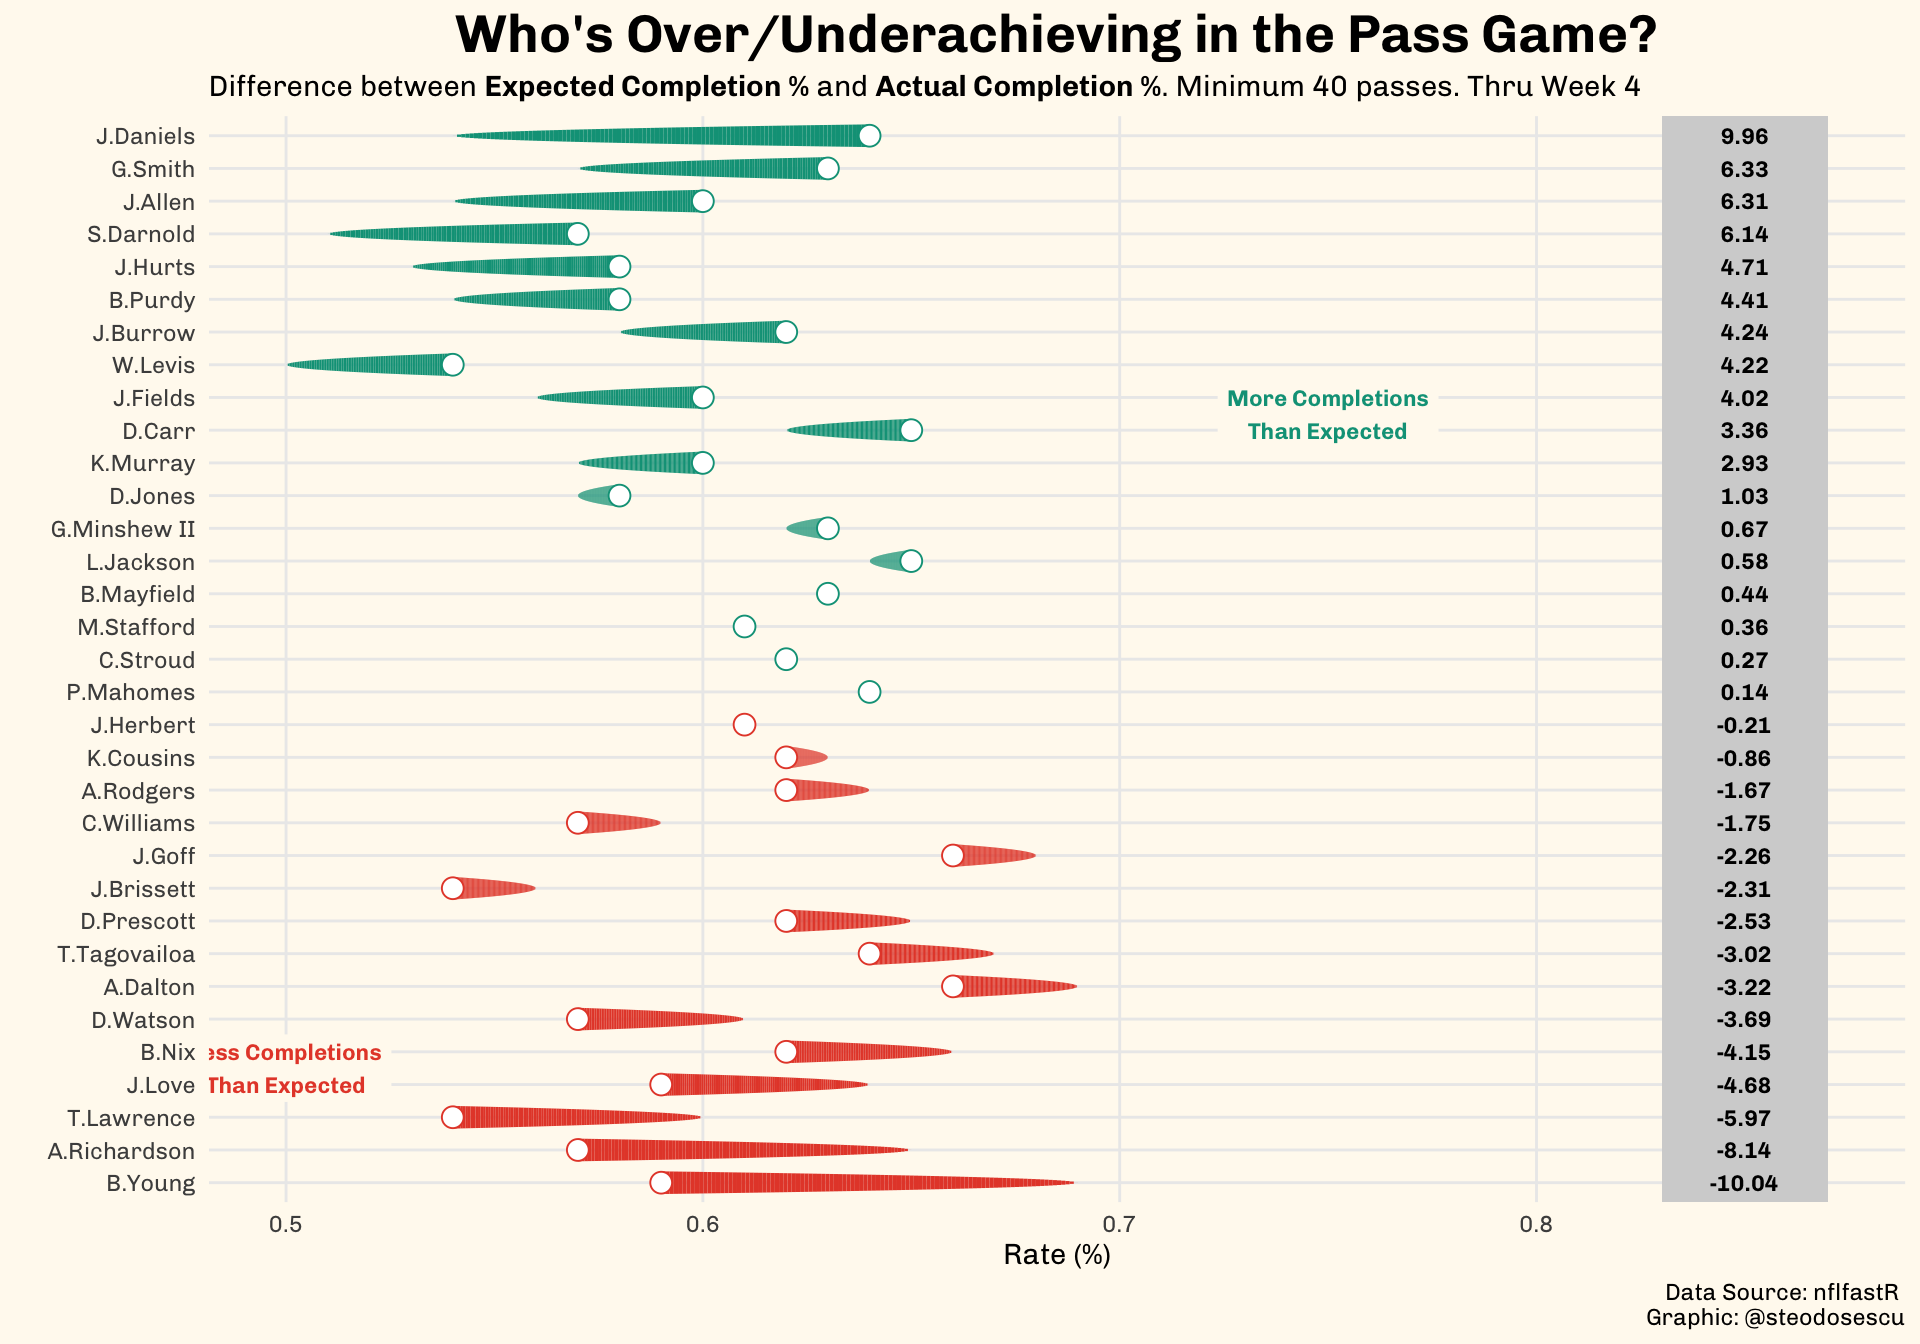 Who's Over/Underachieving in the Pass Game?
Difference between Expected Completion % and Actual Completion %. Minimum 40 passes. Thru Week 4
J.Daniels 9.96
G.Smith 6.33
J.Allen 6.31
S.Darnold 6.14
J.Hurts 4.71
B.Purdy 4.41
J.Burrow 4.24
W.Levis 4.22
J.Fields More Completions 4.02
D.Carr Than Expected 3.36
K.Murray 2.93
D.Jones 1.03
G.Minshew II 0.67
L.Jackson 0.58
B.Mayfield 0.44
M.Stafford 0.36
C.Stroud 0.27
P.Mahomes 0.14
J.Herbert -0.21
K.Cousins -0.86
A.Rodgers -1.67
C.Williams -1.75
J.Goff -2.26
J.Brissett -2.31
D.Prescott -2.53
T.Tagovailoa -3.02
A.Dalton -3.22
D.Watson -3.69
B.Nix ess Completions -4.15
J.Love Than Expected -4.68
T.Lawrence -5.97
A.Richardson -8.14
B.Young -10.04
0.5 0.6 0.7 0.8
Rate (%)
Data Source: nflfastR
Graphic: @steodosescu